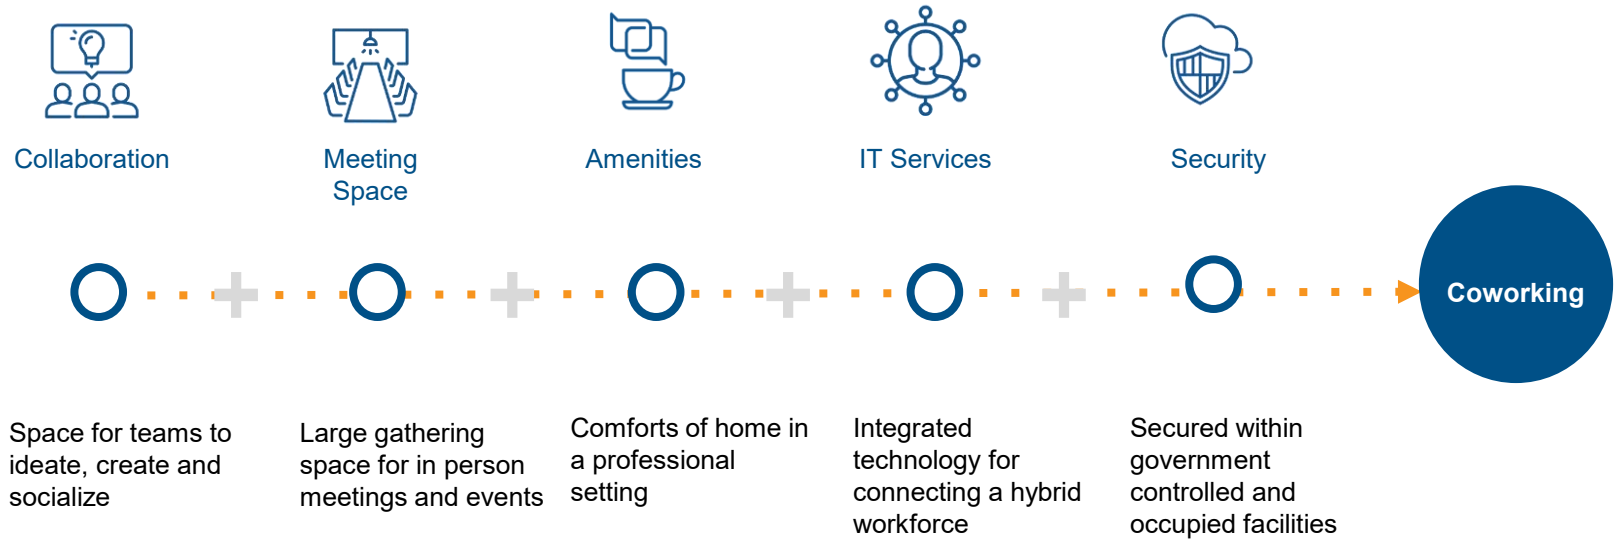 Collaboration
Meeting
Space
Amenities
IT Services
Security
Coworking
Space for teams to
ideate, create and
socialize
Large gathering
space for in person
meetings and events
Comforts of home in
a professional
setting
Integrated
technology for
connecting a hybrid
workforce
Secured within
government
controlled and
occupied facilities